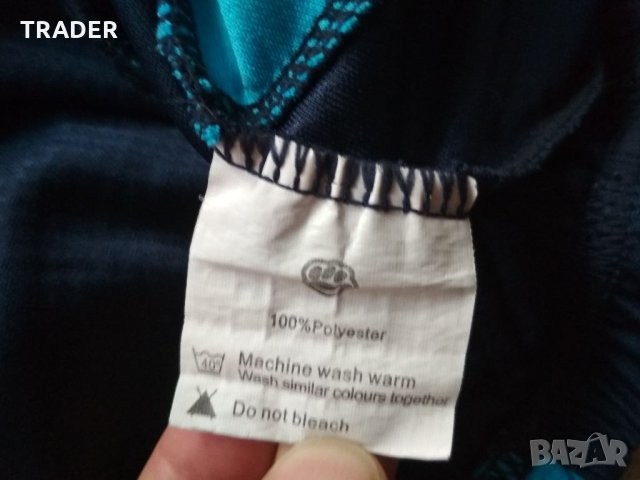 TRADER
100%Polyester
40° Machine wash warm
Wash similar colours together
Do not bleach
BAZAR